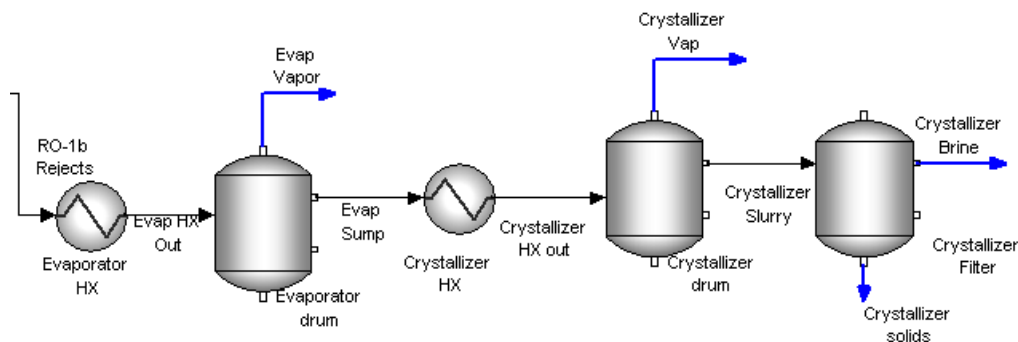 RO-1b
Rejects
Evaporator
HX
Evap HX
Out
Evap
Vapor
Evaporator
drum
Evap
Sump
Crystallizer
HX
Crystallizer
HX out
Crystallizer
Vap
Crystallizer
drum
Crystallizer
Slurry
Crystallizer
Brine
Crystallizer
Filter
Crystallizer
solids